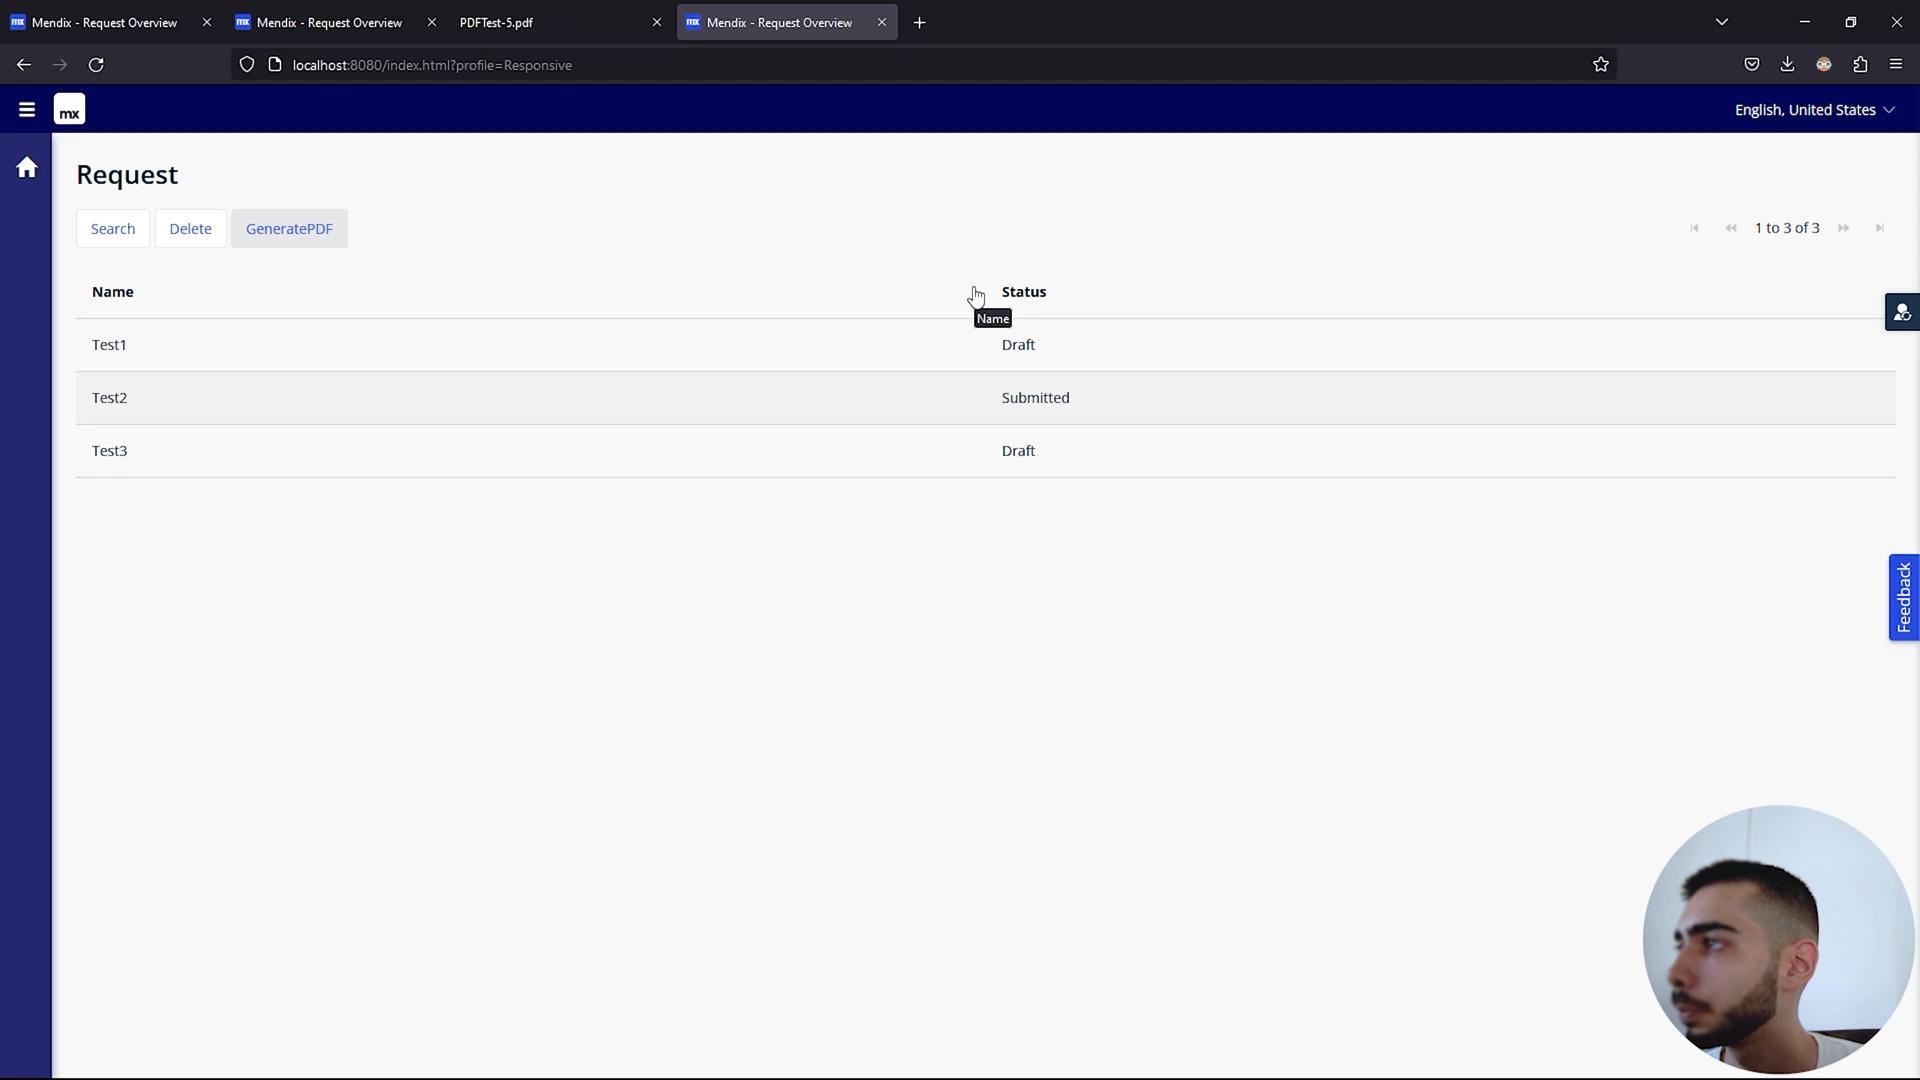 Mendix - Request Overview
Mendix - Request Overview
PDFTest-5.pdf
Mendix - Request Overview
localhost:8080/index.html?profile=Responsive
mx
English, United States
Request
Search
Delete
GeneratePDF
1 to 3 of 3
Name
Status
Name
Test1
Draft
Test2
Submitted
Test3
Draft
Feedback